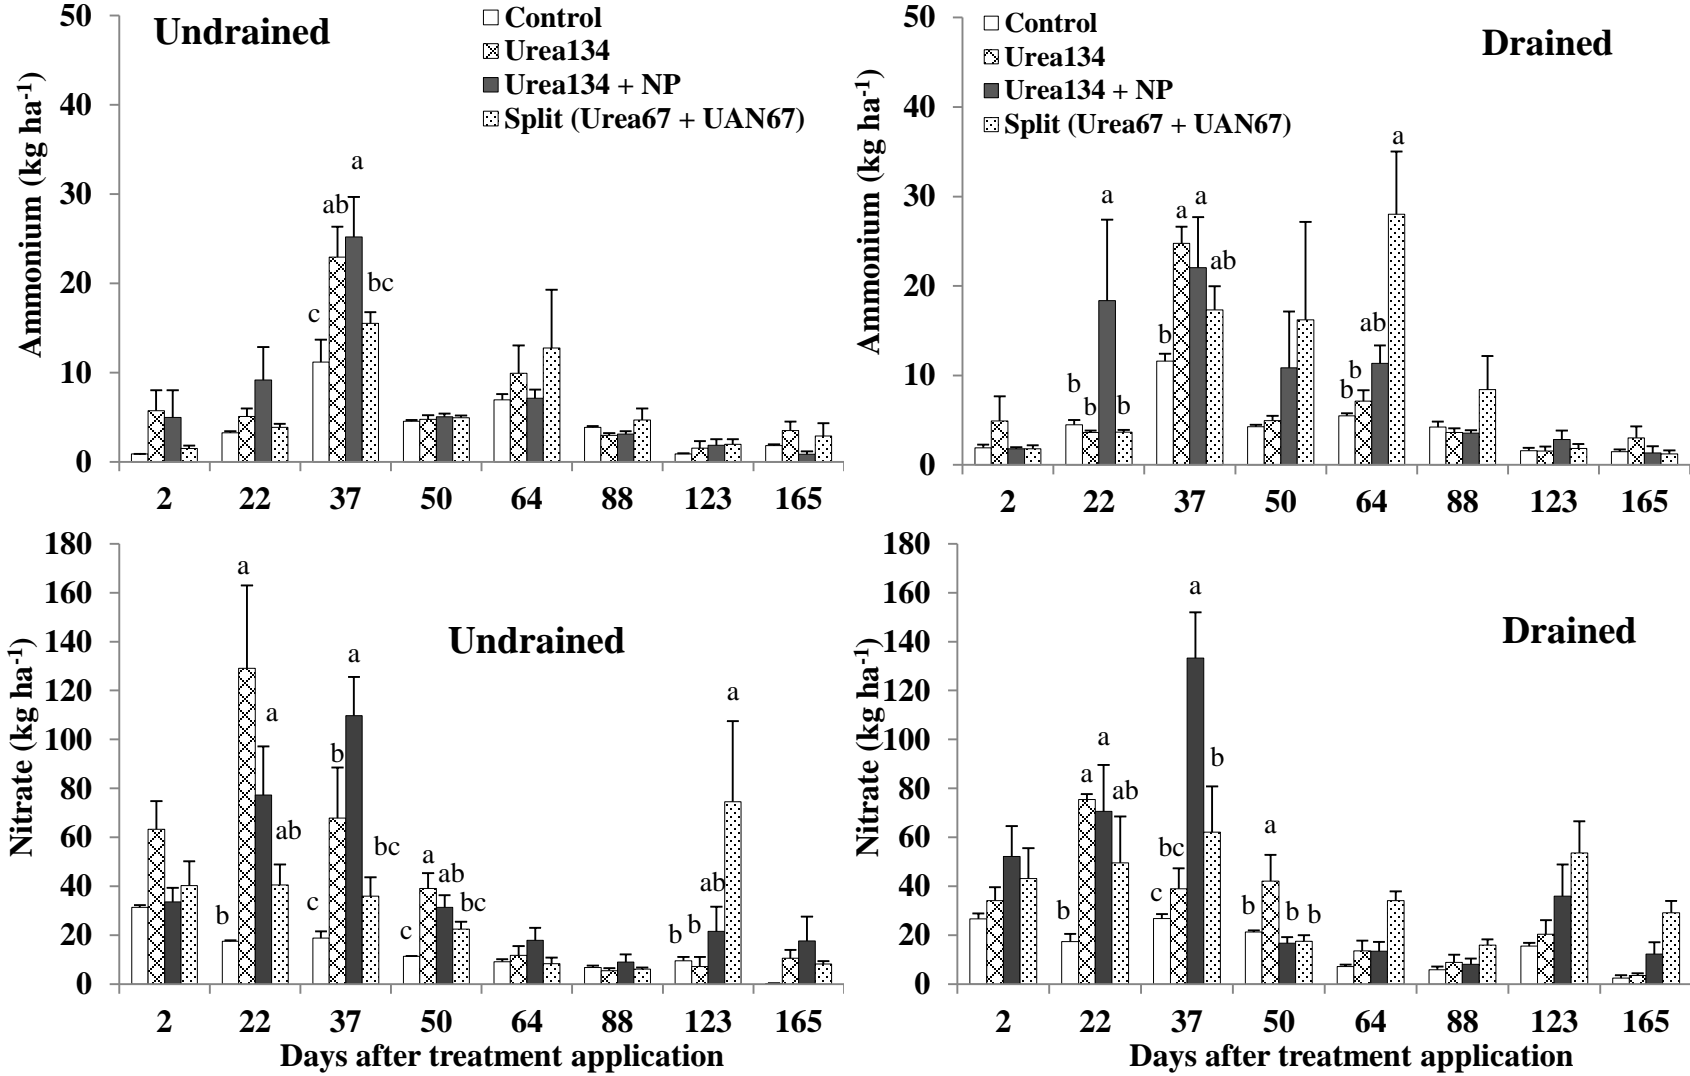 Undrained
Control
Urea134
Urea134 + NP
Split (Urea67 + UAN67)
Ammonium (kg ha-1)
50
40
30
20
10
0
c
ab
a
bc
2 22 37 50 64 88 123 165
Drained
Control
Urea134
Urea134 + NP
Split (Urea67 + UAN67)
Ammonium (kg ha-1)
50
40
30
20
10
0
b
b
a
b
b
a
a
ab
b
b
ab
a
2 22 37 50 64 88 123 165
Undrained
Nitrate (kg ha-1)
180
160
140
120
100
80
60
40
20
0
b
a
a
ab
c
b
a
bc
c
a
ab
bc
b
b
ab
a
2 22 37 50 64 88 123 165
Days after treatment application
Drained
Nitrate (kg ha-1)
180
160
140
120
100
80
60
40
20
0
b
a
a
ab
c
bc
a
b
b
a
b
b
2 22 37 50 64 88 123 165
Days after treatment application